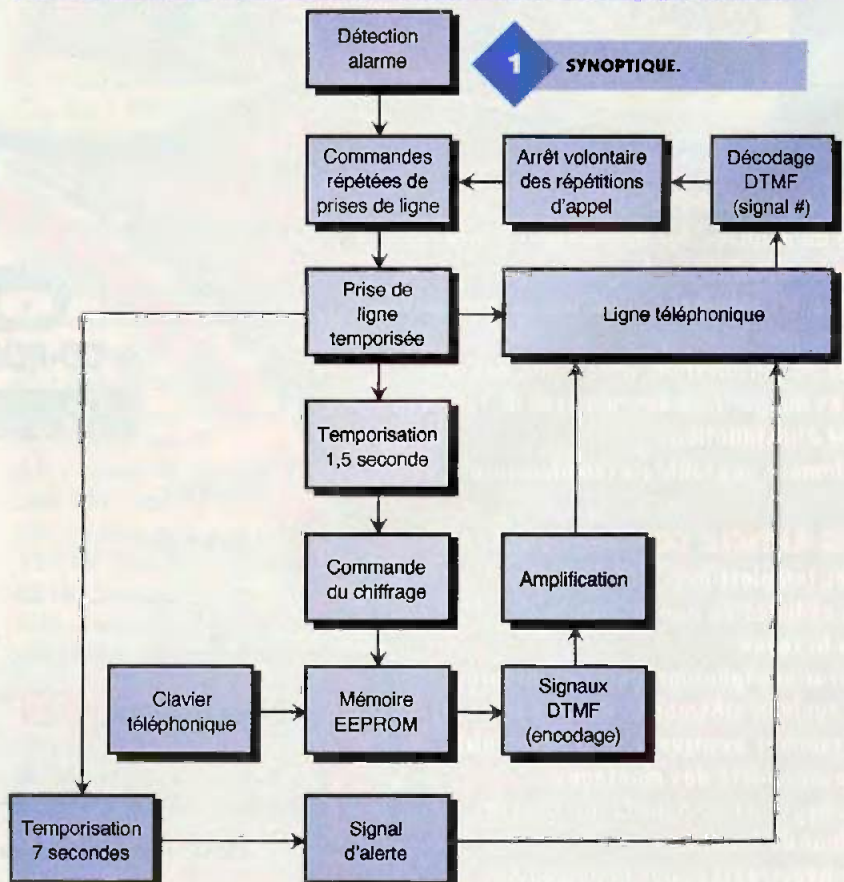 Détection
alarme
1
SYNOPTIQUE.
Commandes
répétées de
prises de ligne
Arrêt volontaire
des répétitions
d'appel
Décodage
DTMF
(signal #)
Prise de
ligne
temporisée
Ligne téléphonique
Temporisation
1,5 seconde
Commande
du chiffrage
Amplification
Clavier
téléphonique
Mémoire
EEPROM
Signaux
DTMF
(encodage)
Temporisation
7 secondes
Signal
d'alerte